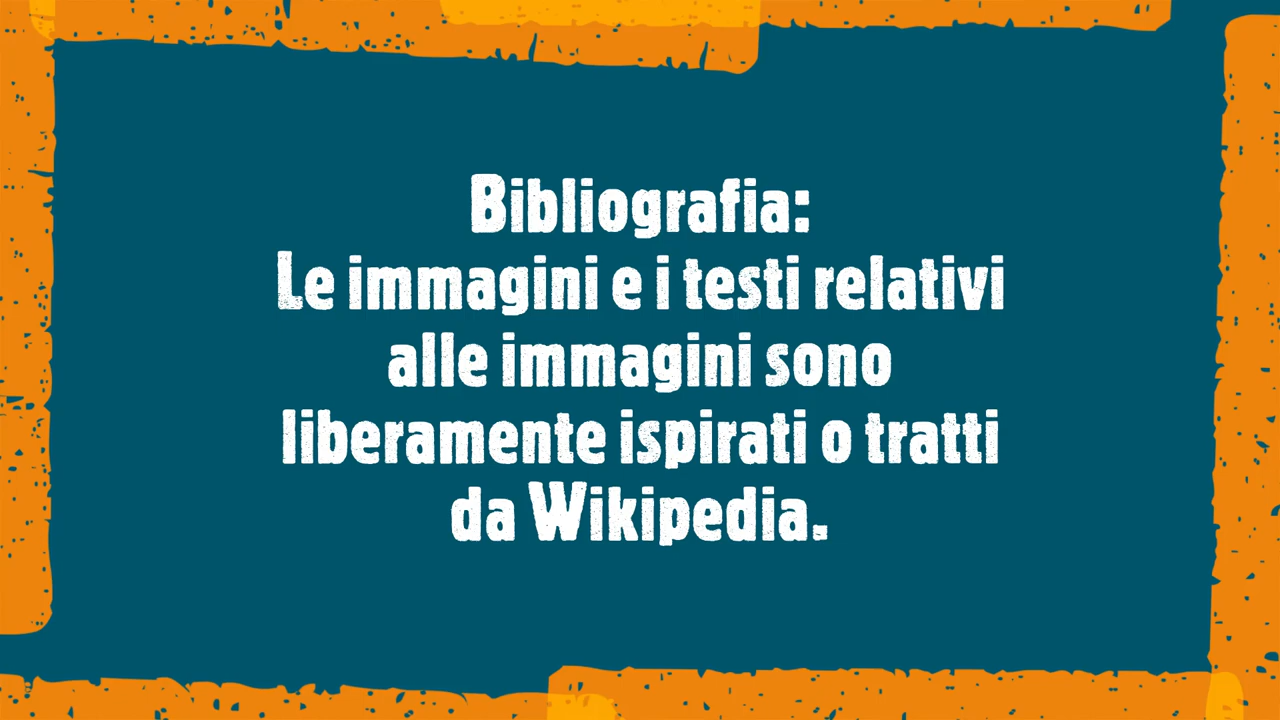 Bibliografia:
Le immagini e i testi relativi
alle immagini sono
liberamente ispirati o tratti
da Wikipedia.